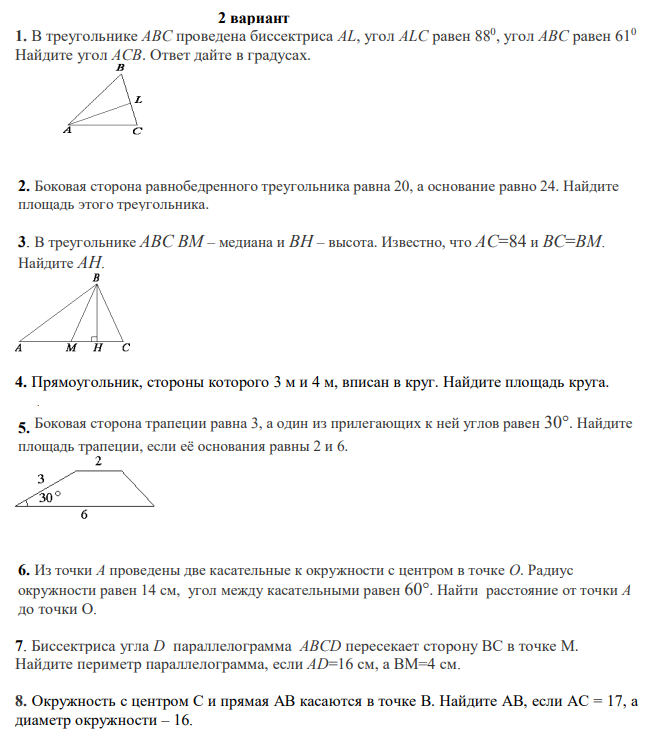 2 вариант
1. В треугольнике ABC проведена биссектриса AL, угол ALC равен 88⁰, угол ABC равен 61⁰
Найдите угол ACB. Ответ дайте в градусах.
B
L
A
C
2. Боковая сторона равнобедренного треугольника равна 20, а основание равно 24. Найдите
площадь этого треугольника.
3. В треугольнике ABC BM – медиана и BH – высота. Известно, что AC=84 и BC=BM.
Найдите AH.
B
A M H C
4. Прямоугольник, стороны которого 3 м и 4 м, вписан в круг. Найдите площадь круга.
5. Боковая сторона трапеции равна 3, а один из прилегающих к ней углов равен 30°. Найдите
площадь трапеции, если её основания равны 2 и 6.
2
3
30°
6
6. Из точки A проведены две касательные к окружности с центром в точке O. Радиус
окружности равен 14 см, угол между касательными равен 60°. Найти расстояние от точки A
до точки О.
7. Биссектриса угла D параллелограмма ABCD пересекает сторону ВС в точке М.
Найдите периметр параллелограмма, если AD=16 см, а ВМ=4 см.
8. Окружность с центром С и прямая АВ касаются в точке В. Найдите АВ, если АС = 17, а
диаметр окружности – 16.